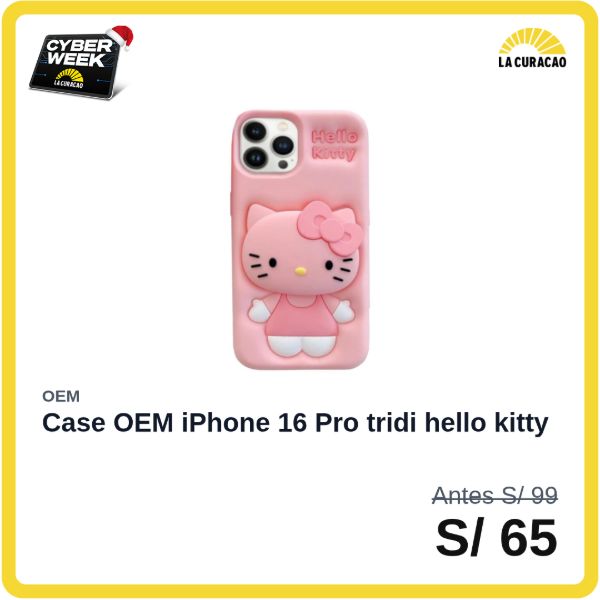 CYBER
WEEK
LA CURACAO
LA CURACAO
Hello
Kitty
OEM
Case OEM iPhone 16 Pro tridi hello kitty
Antes S/ 99
S/ 65